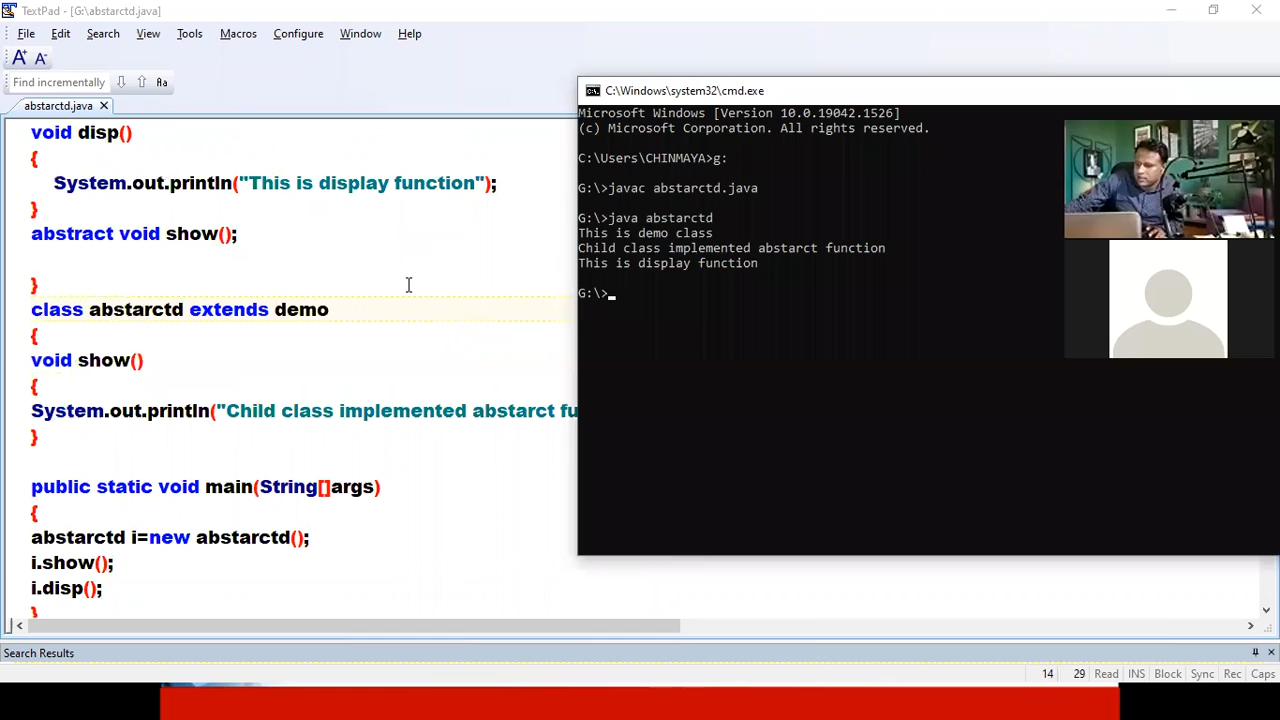 TextPad - [G:\abstarctd.java]
File Edit Search View Tools Macros Configure Window Help
A+ A-
Find incrementally Aa
abstarctd.java
void disp()
{
System.out.println("This is display function");
}
abstract void show();
}
class abstarctd extends demo
{
void show()
{
System.out.println("Child class implemented abstarct fu
}
public static void main(String[]args)
{
abstarctd i=new abstarctd();
i.show();
i.disp();
}
C:\Windows\system32\cmd.exe
Microsoft Windows [Version 10.0.19042.1526]
(c) Microsoft Corporation. All rights reserved.
C:\Users\CHINMAYA>g:
G:\>javac abstarctd.java
G:\>java abstarctd
This is demo class
Child class implemented abstarct function
This is display function
G:\>
Search Results
14 29 Read INS Block Sync Rec Caps